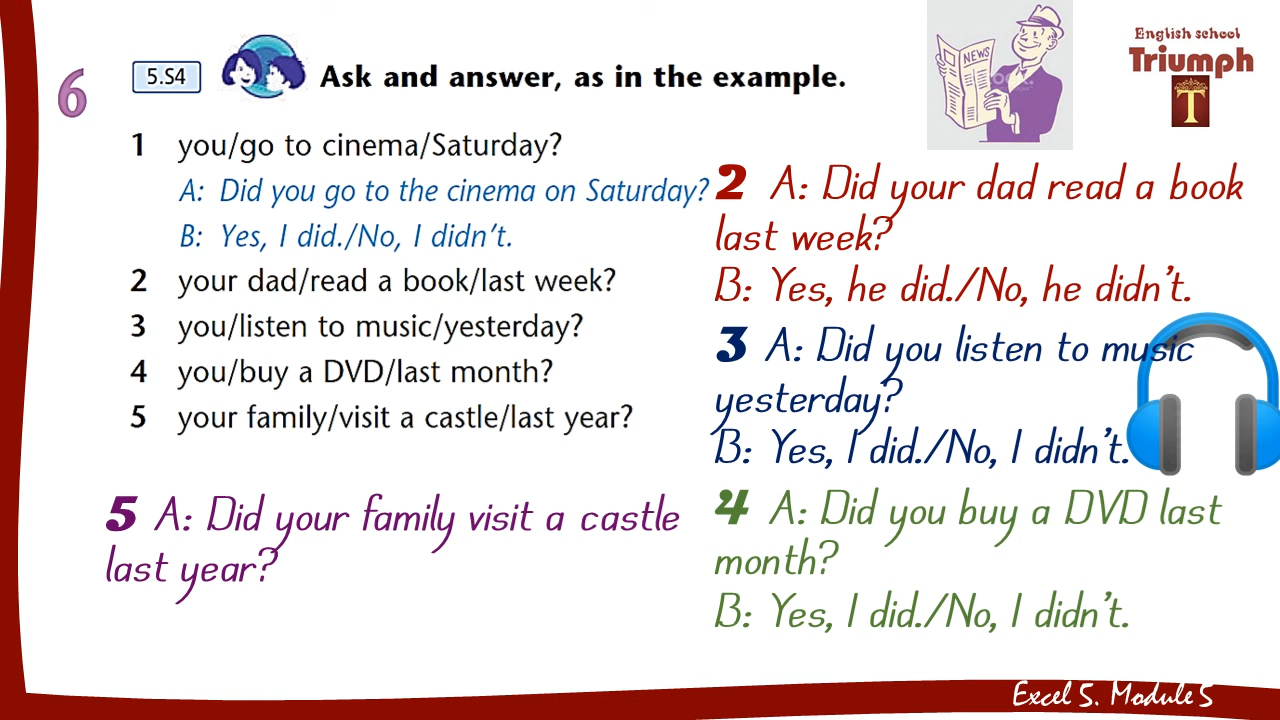 6
5.S4 Ask and answer, as in the example.
NEWS
English school
Triumph
T
1 you/go to cinema/Saturday?
A: Did you go to the cinema on Saturday?
B: Yes, I did./No, I didn't.
2 your dad/read a book/last week?
3 you/listen to music/yesterday?
4 you/buy a DVD/last month?
5 your family/visit a castle/last year?
2 A: Did your dad read a book
last week?
B: Yes, he did./No, he didn't.
3 A: Did you listen to music
yesterday?
B: Yes, I did./No, I didn't.
4 A: Did you buy a DVD last
month?
B: Yes, I did./No, I didn't.
5 A: Did your family visit a castle
last year?
Excel 5. Module 5